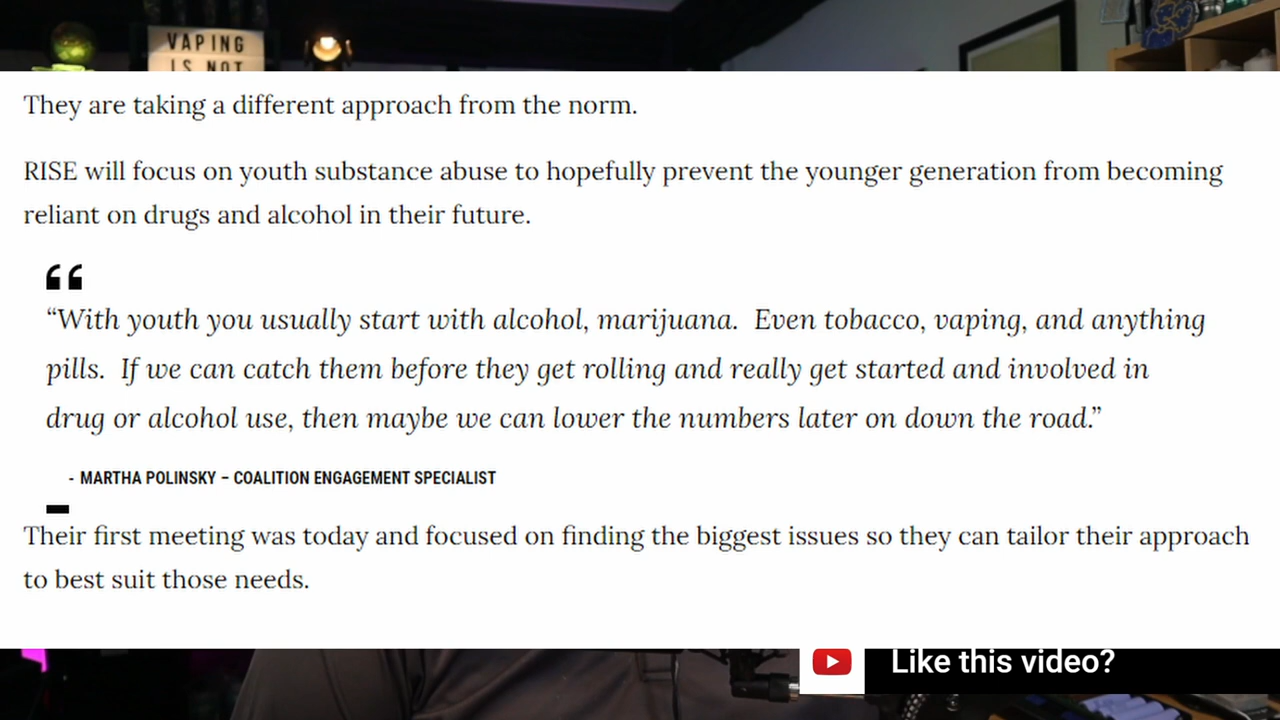 VAPING
IS NOT
They are taking a different approach from the norm.
RISE will focus on youth substance abuse to hopefully prevent the younger generation from becoming
reliant on drugs and alcohol in their future.
“
“With youth you usually start with alcohol, marijuana.  Even tobacco, vaping, and anything
pills.  If we can catch them before they get rolling and really get started and involved in
drug or alcohol use, then maybe we can lower the numbers later on down the road.”
- MARTHA POLINSKY – COALITION ENGAGEMENT SPECIALIST
Their first meeting was today and focused on finding the biggest issues so they can tailor their approach
to best suit those needs.
Like this video?